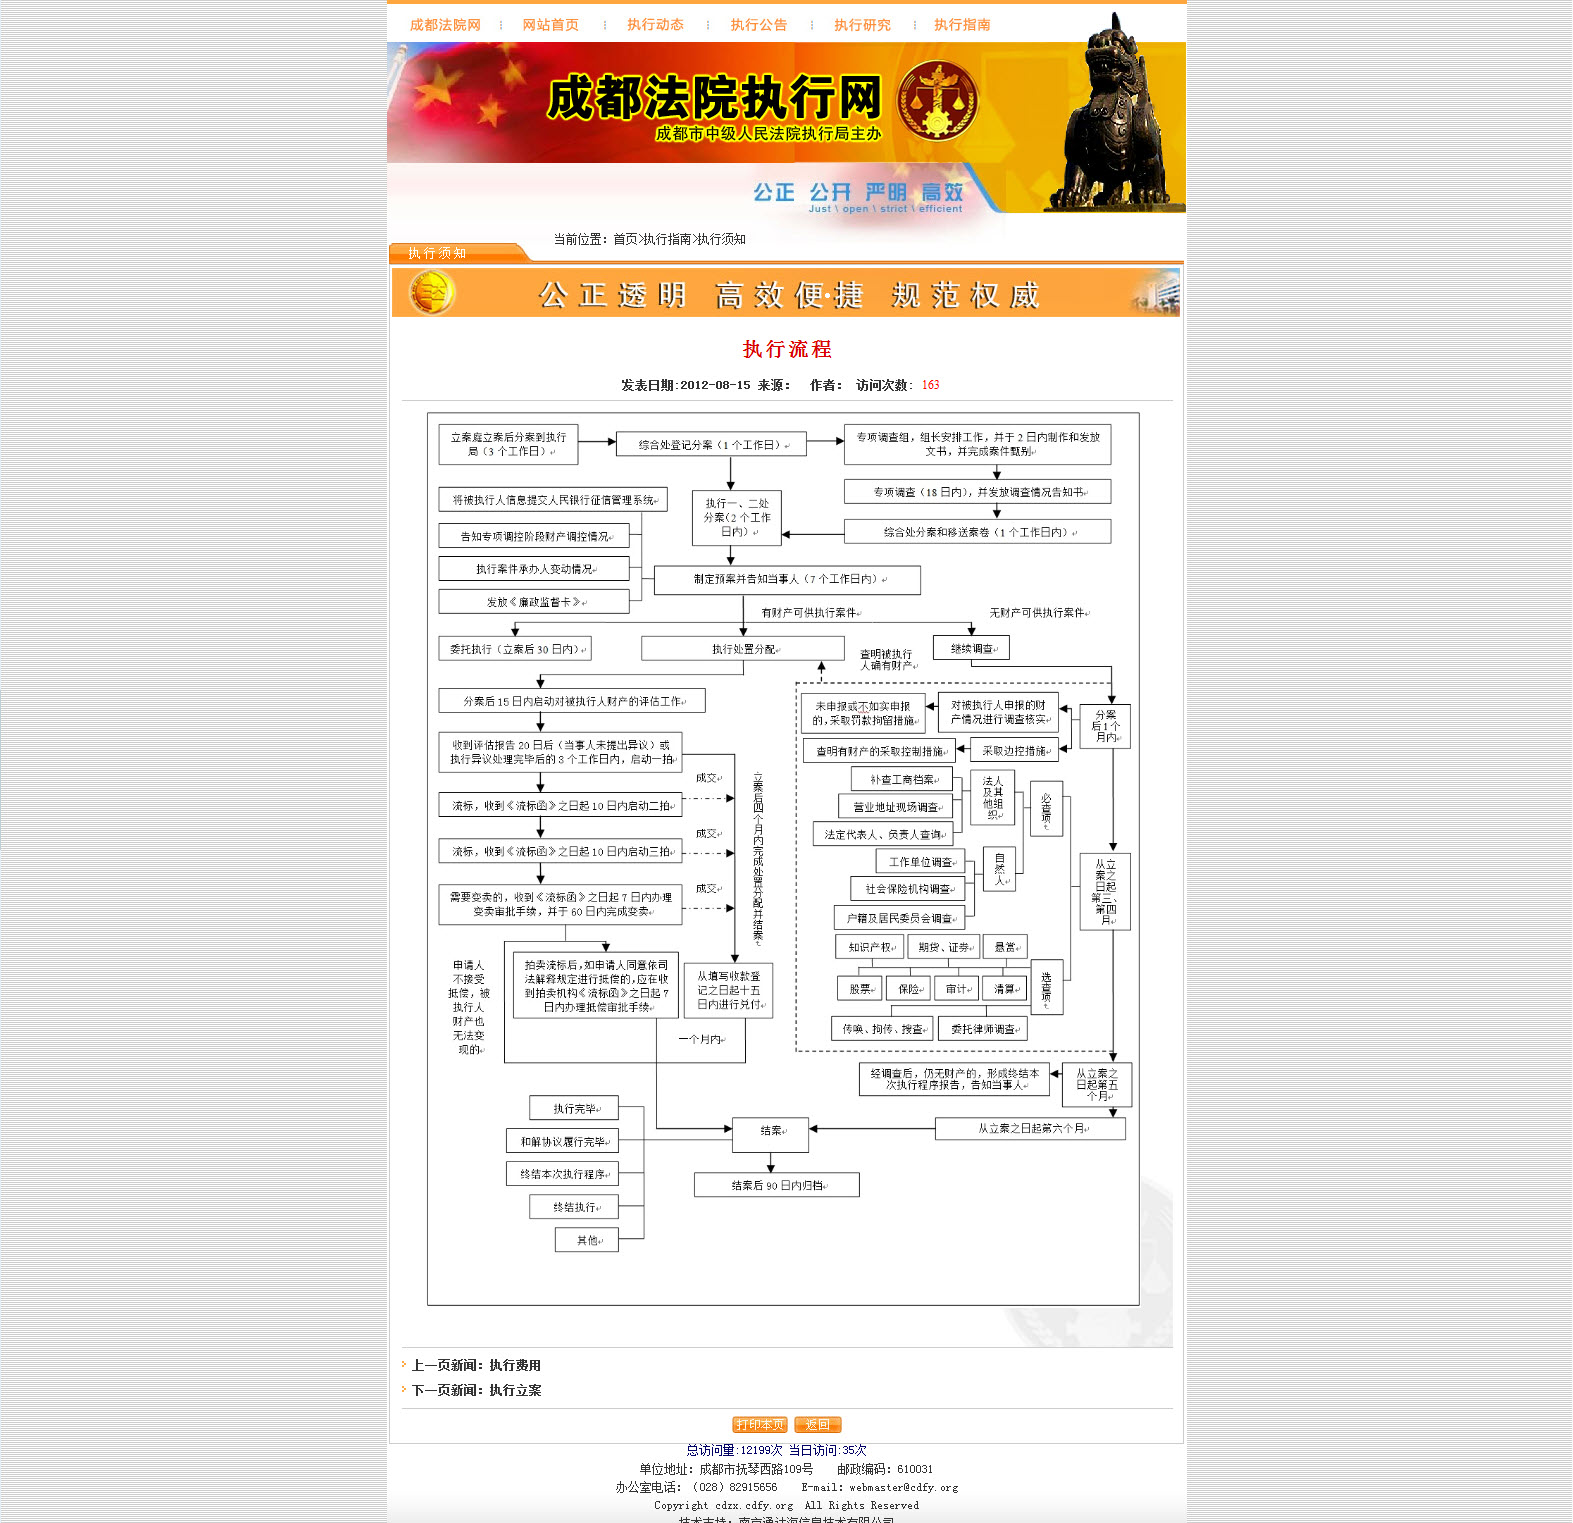 成都法院网
网站首页
执行动态
执行公告
执行研究
执行指南
成都法院执行网
成都市中级人民法院执行局主办
公正 公开 严明 高效
Just \ open \ strict \ efficient
当前位置：首页>执行指南>执行须知
执行须知
公正透明 高效便·捷 规范权威
执行流程
发表日期:2012-08-15 来源： 作者： 访问次数: 163
立案庭立案后分案到执行
局（3 个工作日）
综合处登记分案（1 个工作日）
专项调查组，组长安排工作，并于 2 日内制作和发放
文书，并完成案件甄别
专项调查（18 日内），并发放调查情况告知书
综合处分案和移送案卷（1 个工作日内）
执行一、二处
分案（2 个工作
日内）
将被执行人信息提交人民银行征信管理系统
告知专项调控阶段财产调控情况
执行案件承办人变动情况
发放《廉政监督卡》
制定预案并告知当事人（7 个工作日内）
有财产可供执行案件
无财产可供执行案件
委托执行（立案后 30 日内）
执行处置分配
继续调查
查明被执行
人确有财产
分案后 15 日内启动对被执行人财产的评估工作
收到评估报告 20 日后（当事人未提出异议）或
执行异议处理完毕后的 3 个工作日内，启动一拍
流标，收到《流标函》之日起 10 日内启动二拍
流标，收到《流标函》之日起 10 日内启动三拍
需要变卖的，收到《流标函》之日起 7 日内办理
变卖审批手续，并于 60 日内完成变卖
成交
成交
成交
立案后四个月内完成处置分配并结案
申请人
不接受
抵偿，被
执行人
财产也
无法变
现的
拍卖流标后，如申请人同意依司
法解释规定进行抵偿的，应在收
到拍卖机构《流标函》之日起 7
日内办理抵偿审批手续
从填写收款登
记之日起十五
日内进行兑付
一个月内
未申报或不如实申报
的，采取罚款拘留措施
对被执行人申报的财
产情况进行调查核实
分案
后 1 个
月内
查明有财产的采取控制措施
采取边控措施
补查工商档案
营业地址现场调查
法定代表人、负责人查询
法人
及其
他组
织
必查项
工作单位调查
社会保险机构调查
户籍及居民委员会调查
自然人
从立
案之
日起
第三、
第四
月
知识产权
期货、证券
悬赏
股票
保险
审计
清算
选查项
传唤、拘传、搜查
委托律师调查
经调查后，仍无财产的，形成终结本
次执行程序报告，告知当事人
从立案之
日起第五
个月
从立案之日起第六个月
执行完毕
和解协议履行完毕
终结本次执行程序
终结执行
其他
结案
结案后 90 日内归档
上一页新闻：执行费用
下一页新闻：执行立案
打印本页
返回
总访问量:12199次 当日访问:35次
单位地址：成都市抚琴西路109号 邮政编码：610031
办公室电话：（028）82915656 E-mail：webmaster@cdfy.org
Copyright cdzx.cdfy.org All Rights Reserved